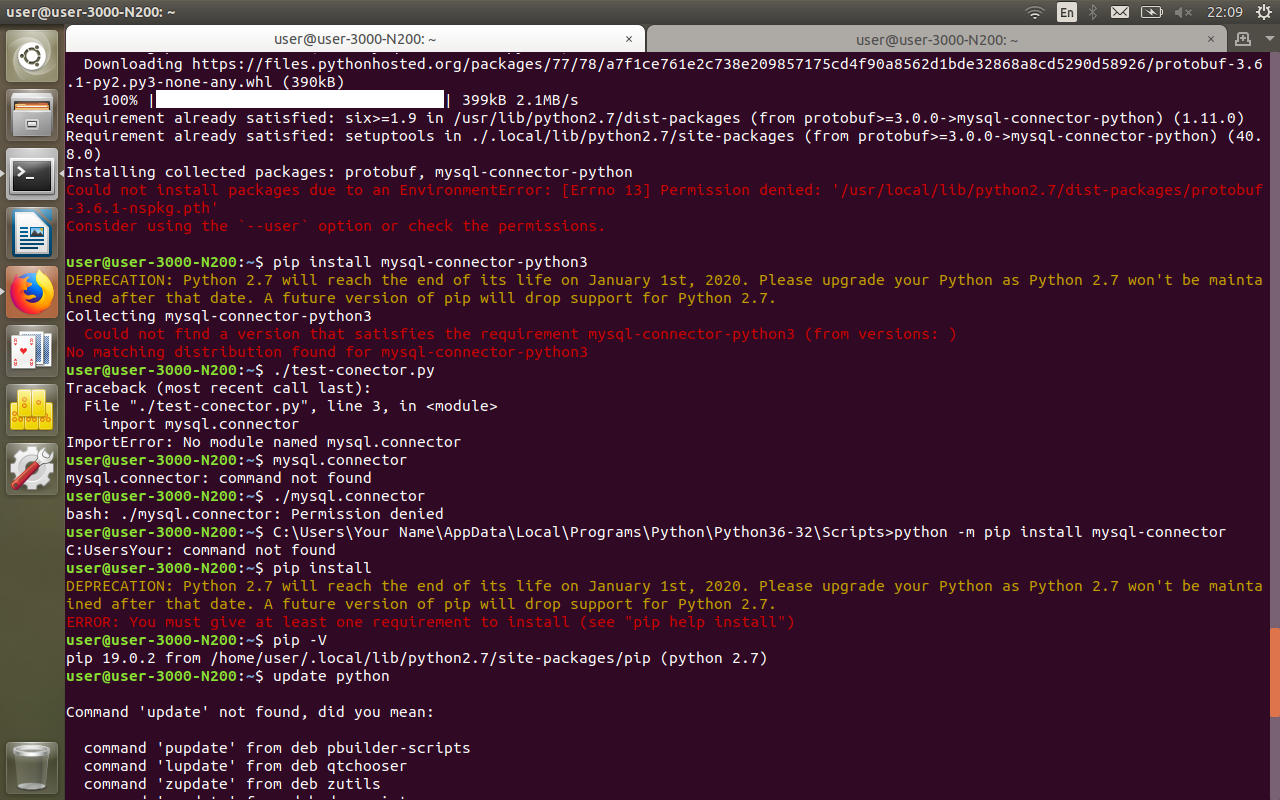 user@user-3000-N200: ~
En
22:09
user@user-3000-N200: ~ ×
user@user-3000-N200: ~ ×
Downloading https://files.pythonhosted.org/packages/77/78/a7f1ce761e2c738e209857175cd4f90a8562d1bde32868a8cd5290d58926/protobuf-3.6
.1-py2.py3-none-any.whl (390kB)
100% | | 399kB 2.1MB/s
Requirement already satisfied: six>=1.9 in /usr/lib/python2.7/dist-packages (from protobuf>=3.0.0->mysql-connector-python) (1.11.0)
Requirement already satisfied: setuptools in ./.local/lib/python2.7/site-packages (from protobuf>=3.0.0->mysql-connector-python) (40.
8.0)
Installing collected packages: protobuf, mysql-connector-python
Could not install packages due to an EnvironmentError: [Errno 13] Permission denied: '/usr/local/lib/python2.7/dist-packages/protobuf
-3.6.1-nspkg.pth'
Consider using the `--user` option or check the permissions.
user@user-3000-N200:~$ pip install mysql-connector-python3
DEPRECATION: Python 2.7 will reach the end of its life on January 1st, 2020. Please upgrade your Python as Python 2.7 won't be mainta
ined after that date. A future version of pip will drop support for Python 2.7.
Collecting mysql-connector-python3
Could not find a version that satisfies the requirement mysql-connector-python3 (from versions: )
No matching distribution found for mysql-connector-python3
user@user-3000-N200:~$ ./test-conector.py
Traceback (most recent call last):
File "./test-conector.py", line 3, in <module>
import mysql.connector
ImportError: No module named mysql.connector
user@user-3000-N200:~$ mysql.connector
mysql.connector: command not found
user@user-3000-N200:~$ ./mysql.connector
bash: ./mysql.connector: Permission denied
user@user-3000-N200:~$ C:\Users\Your Name\AppData\Local\Programs\Python\Python36-32\Scripts>python -m pip install mysql-connector
C:UsersYour: command not found
user@user-3000-N200:~$ pip install
DEPRECATION: Python 2.7 will reach the end of its life on January 1st, 2020. Please upgrade your Python as Python 2.7 won't be mainta
ined after that date. A future version of pip will drop support for Python 2.7.
ERROR: You must give at least one requirement to install (see "pip help install")
user@user-3000-N200:~$ pip -V
pip 19.0.2 from /home/user/.local/lib/python2.7/site-packages/pip (python 2.7)
user@user-3000-N200:~$ update python
Command 'update' not found, did you mean:
command 'pupdate' from deb pbuilder-scripts
command 'lupdate' from deb qtchooser
command 'zupdate' from deb zutils